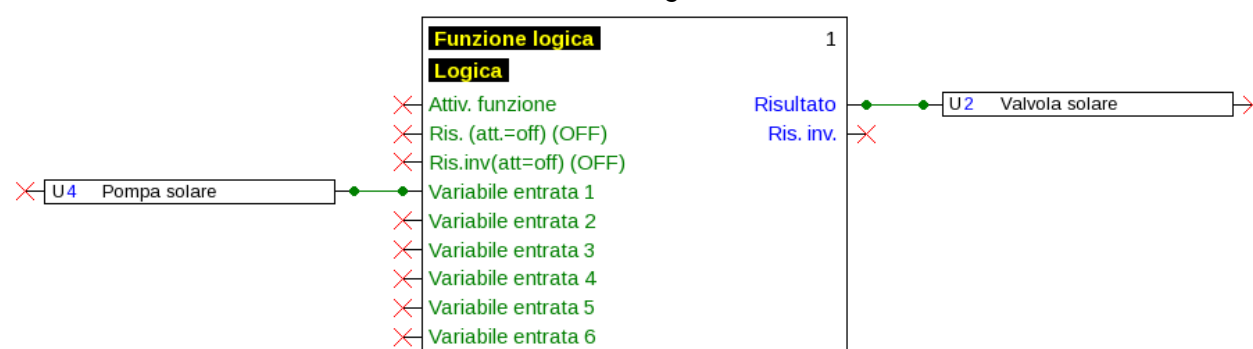 Funzione logica 1
Logica
Attiv. funzione Risultato U2 Valvola solare
Ris. (att.=off) (OFF) Ris. inv.
Ris.inv(att=off) (OFF)
U4 Pompa solare Variabile entrata 1
Variabile entrata 2
Variabile entrata 3
Variabile entrata 4
Variabile entrata 5
Variabile entrata 6